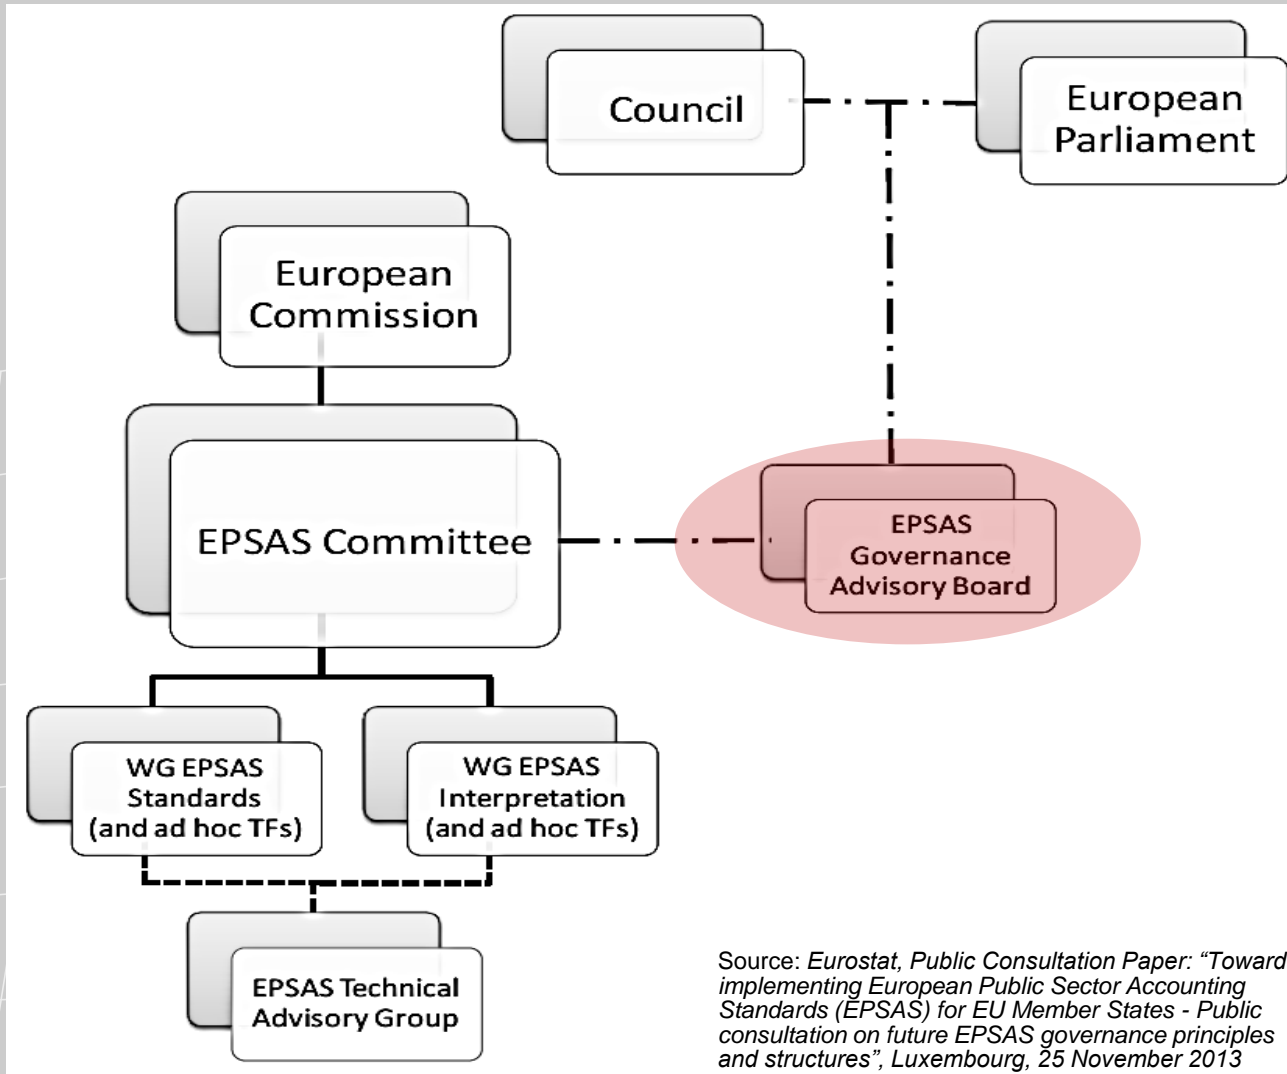 Council
European
Parliament
European
Commission
EPSAS Committee
EPSAS
Governance
Advisory Board
WG EPSAS
Standards
(and ad hoc TFs)
WG EPSAS
Interpretation
(and ad hoc TFs)
EPSAS Technical
Advisory Group
Source: Eurostat, Public Consultation Paper: “Toward
implementing European Public Sector Accounting
Standards (EPSAS) for EU Member States - Public
consultation on future EPSAS governance principles
and structures”, Luxembourg, 25 November 2013